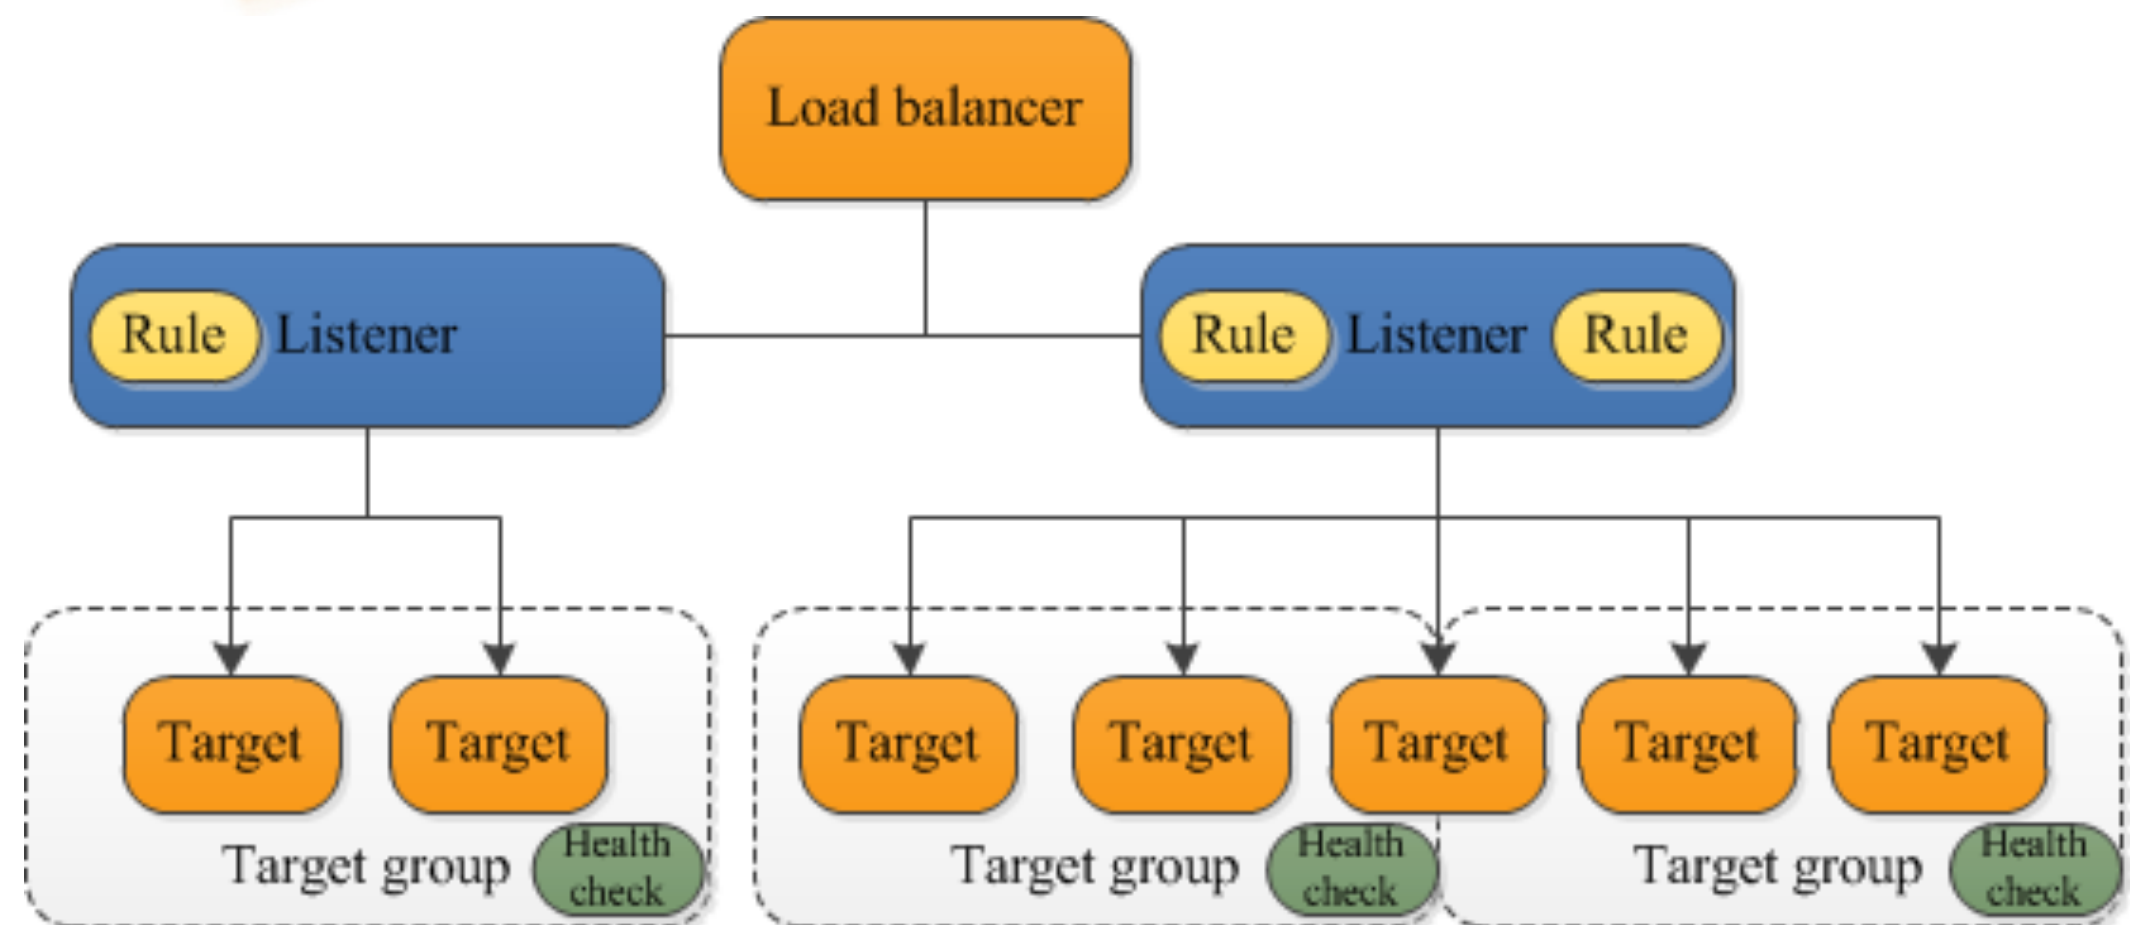 Load balancer
Rule Listener
Rule Listener Rule
Target Target
Target Target Target Target Target
Target group
Health
check
Target group
Health
check
Target group
Health
check